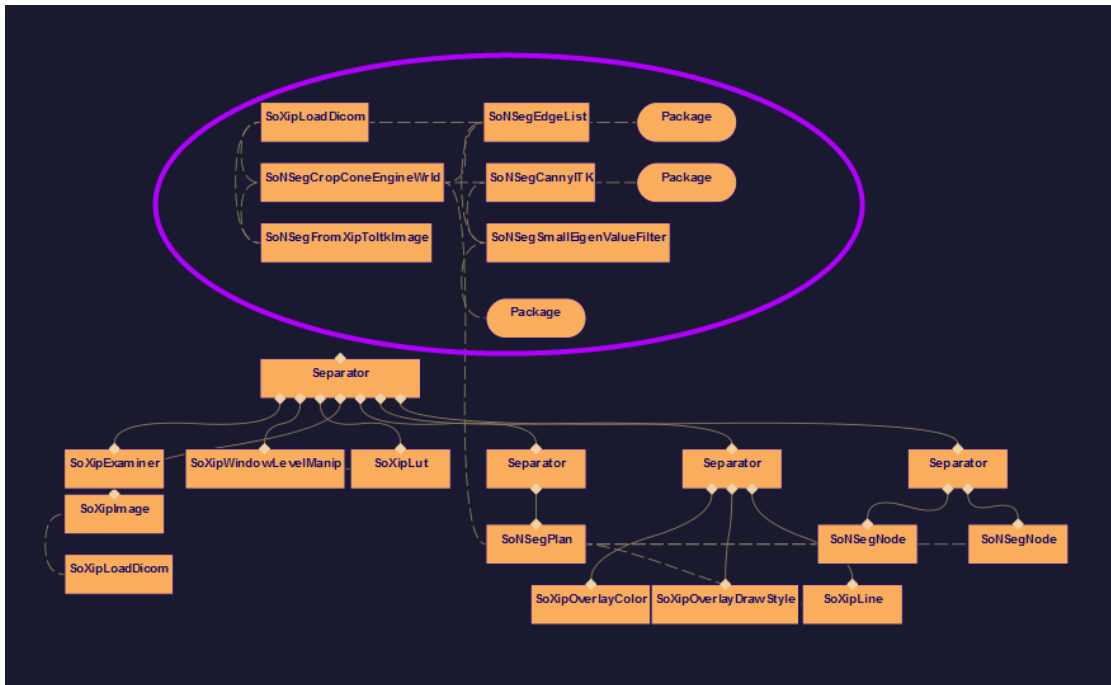 SoXipLoadDicom
SoNSegEdgeList
Package
SoNSegCropConeEngineWrld
SoNSegCannyITK
Package
SoNSegFromXipToItkImage
SoNSegSmallEigenValueFilter
Package
Separator
SoXipExaminer
SoXipWindowLevelManip
SoXipLut
Separator
Separator
Separator
SoXipImage
SoNSegPlan
SoNSegNode
SoNSegNode
SoXipLoadDicom
SoXipOverlayColor
SoXipOverlayDrawStyle
SoXipLine